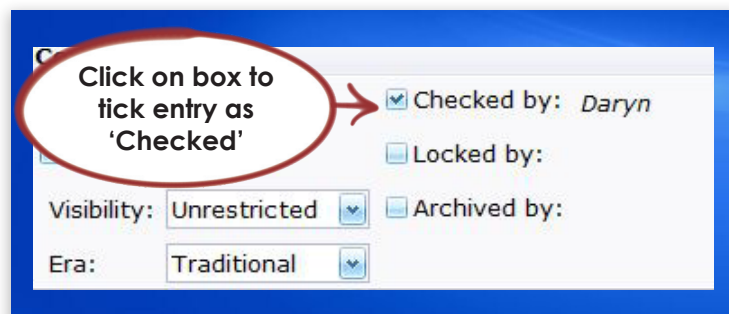 Click on box to
tick entry as
‘Checked’
Checked by: Daryn
Locked by:
Visibility: Unrestricted Archived by:
Era: Traditional